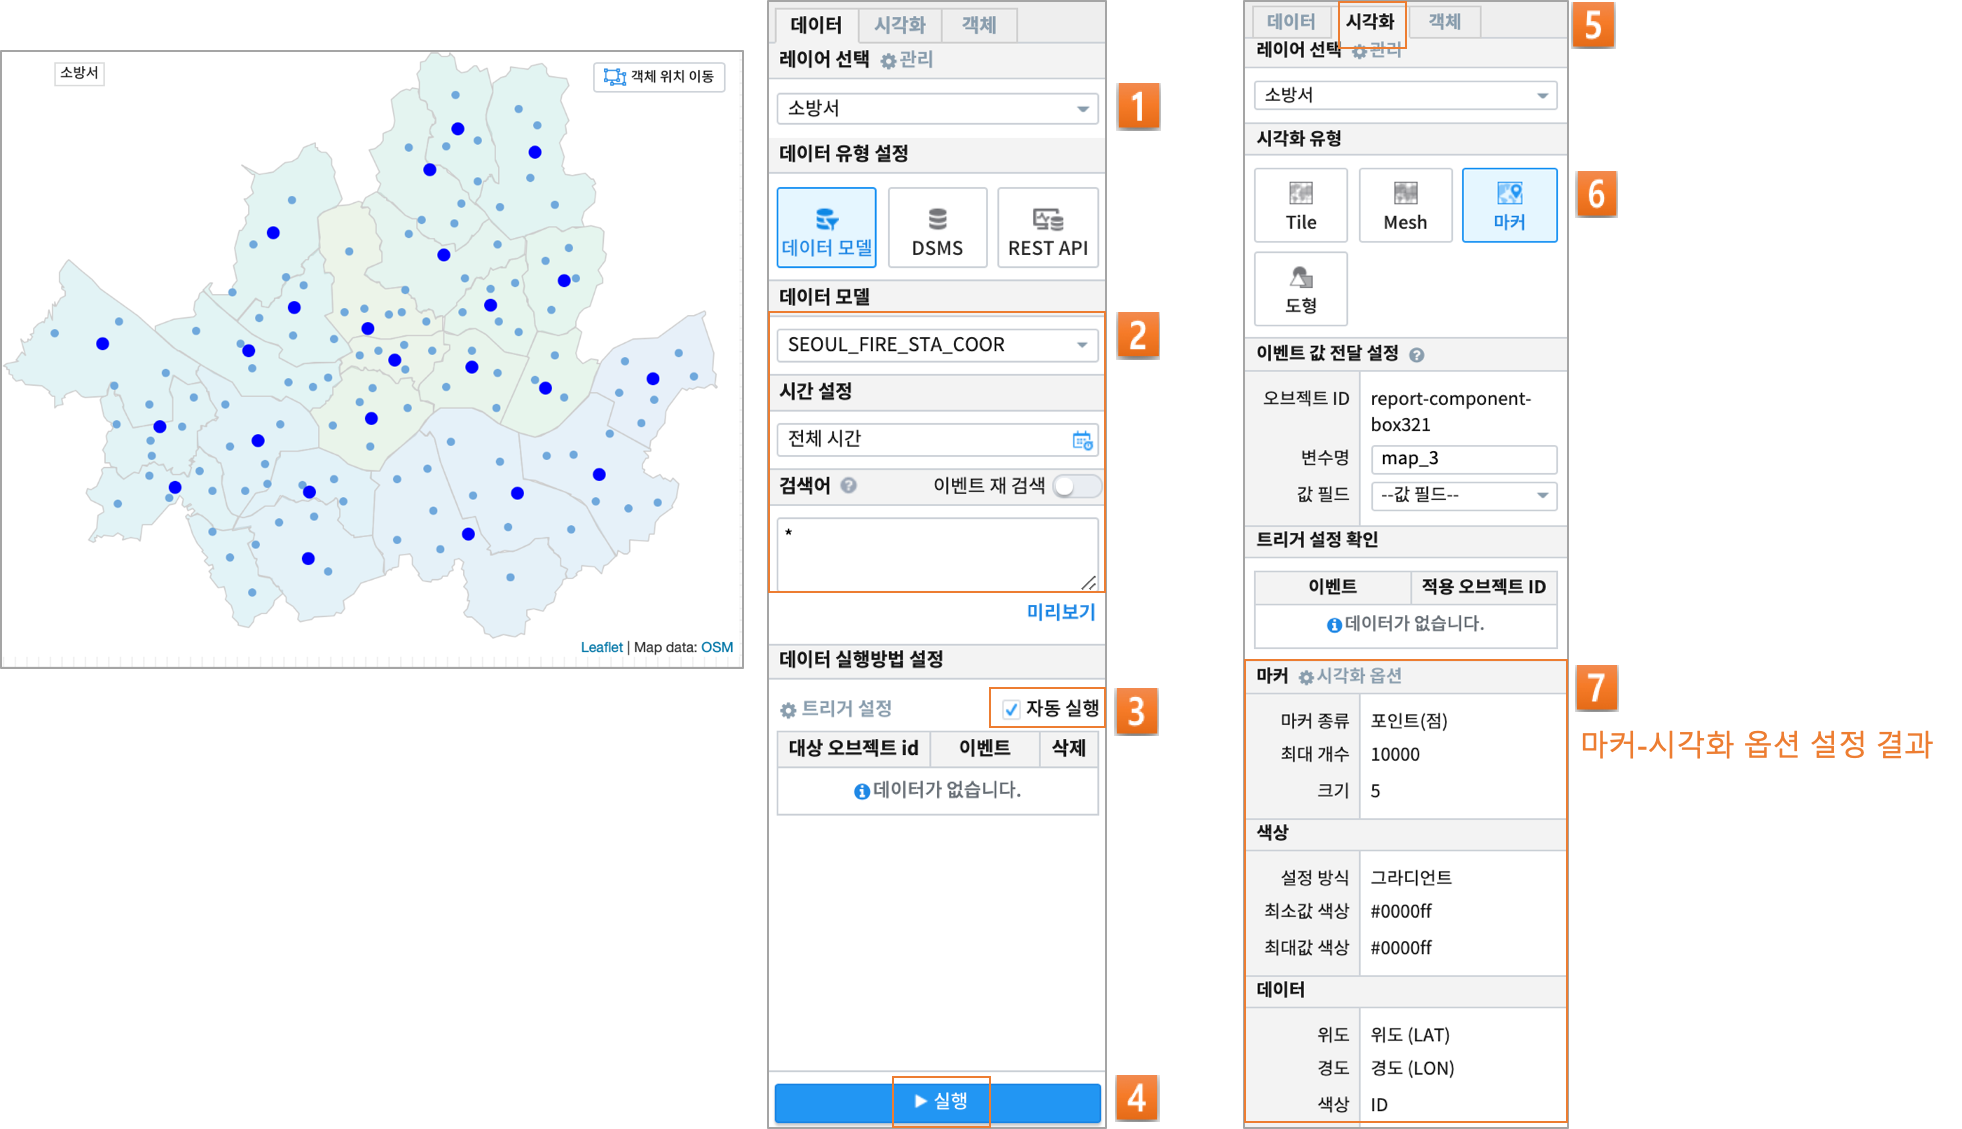 소방서
객체 위치 이동
Leaflet | Map data: OSM
데이터 시각화 객체
레이어 선택 관리
소방서
1
데이터 유형 설정
데이터 모델 DSMS REST API
데이터 모델
2
SEOUL_FIRE_STA_COOR
시간 설정
전체 시간
검색어 ? 이벤트 재 검색
*
미리보기
데이터 실행방법 설정
트리거 설정 자동 실행
3
대상 오브젝트 id 이벤트 삭제
데이터가 없습니다.
실행
4
데이터 시각화 객체
5
레이어 선택 관리
소방서
시각화 유형
Tile Mesh 마커
6
도형
이벤트 값 전달 설정 ?
오브젝트 ID report-component-
box321
변수명 map_3
값 필드 --값 필드--
트리거 설정 확인
이벤트 적용 오브젝트 ID
데이터가 없습니다.
마커 시각화 옵션
7
마커-시각화 옵션 설정 결과
마커 종류 포인트(점)
최대 개수 10000
크기 5
색상
설정 방식 그라디언트
최소값 색상 #0000ff
최대값 색상 #0000ff
데이터
위도 위도 (LAT)
경도 경도 (LON)
색상 ID